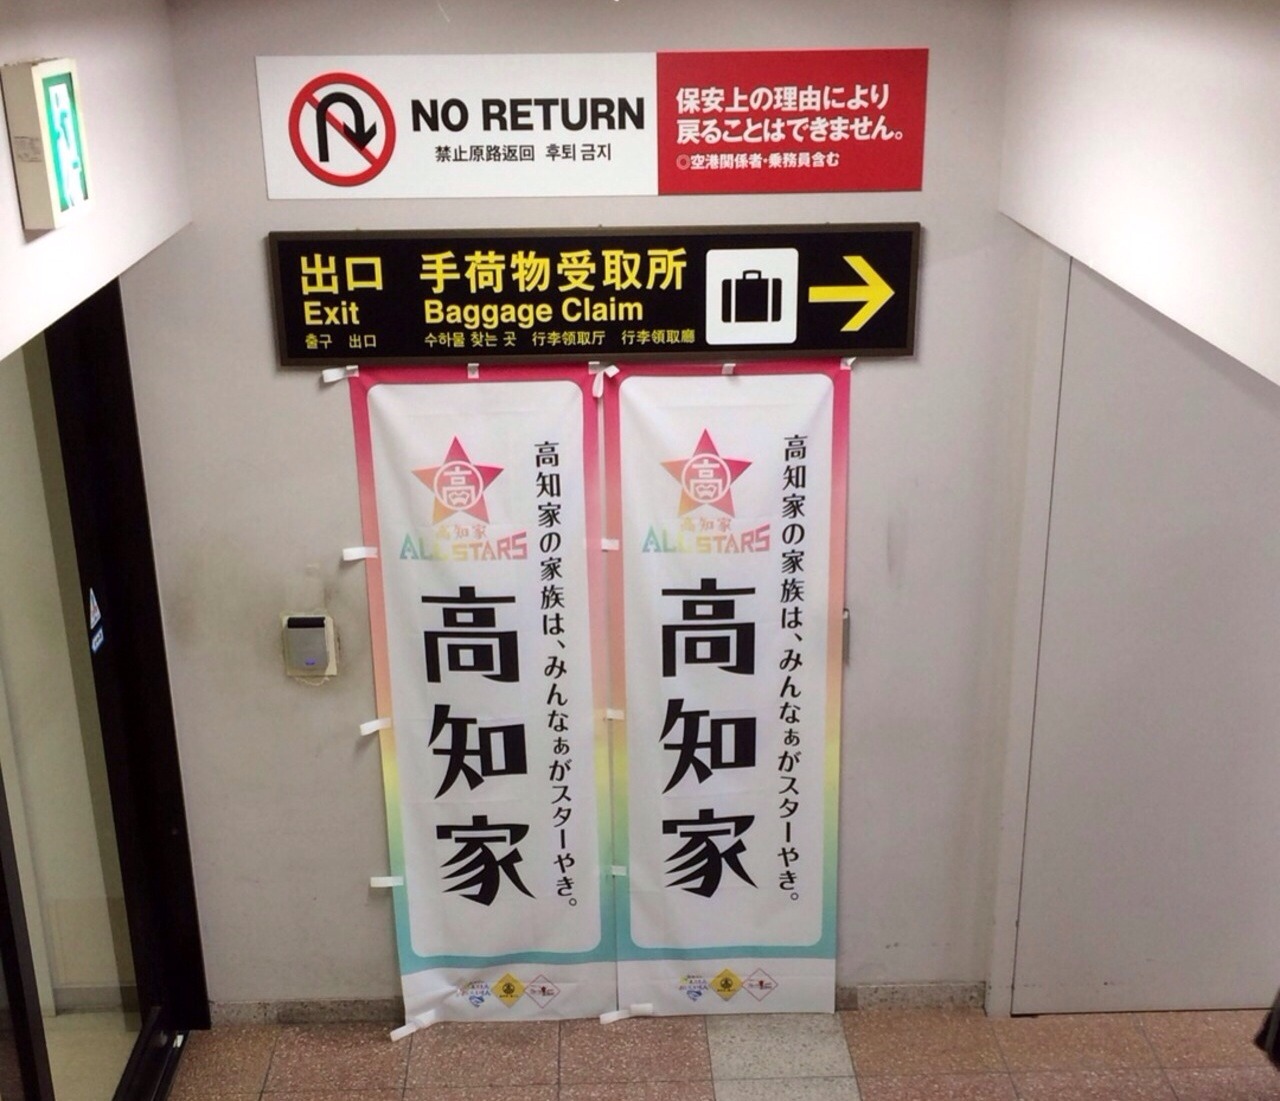 NO RETURN
禁止原路返回 후퇴 금지
保安上の理由により
戻ることはできません。
◎空港関係者・乗務員含む
出口 手荷物受取所
Exit Baggage Claim
출구 出口 수하물 찾는 곳 行李领取厅 行李領取廳
高
高知家
ALL STARS
高知家の家族は、みんなぁがスターやき。
高知家
高
高知家
ALL STARS
高知家の家族は、みんなぁがスターやき。
高知家